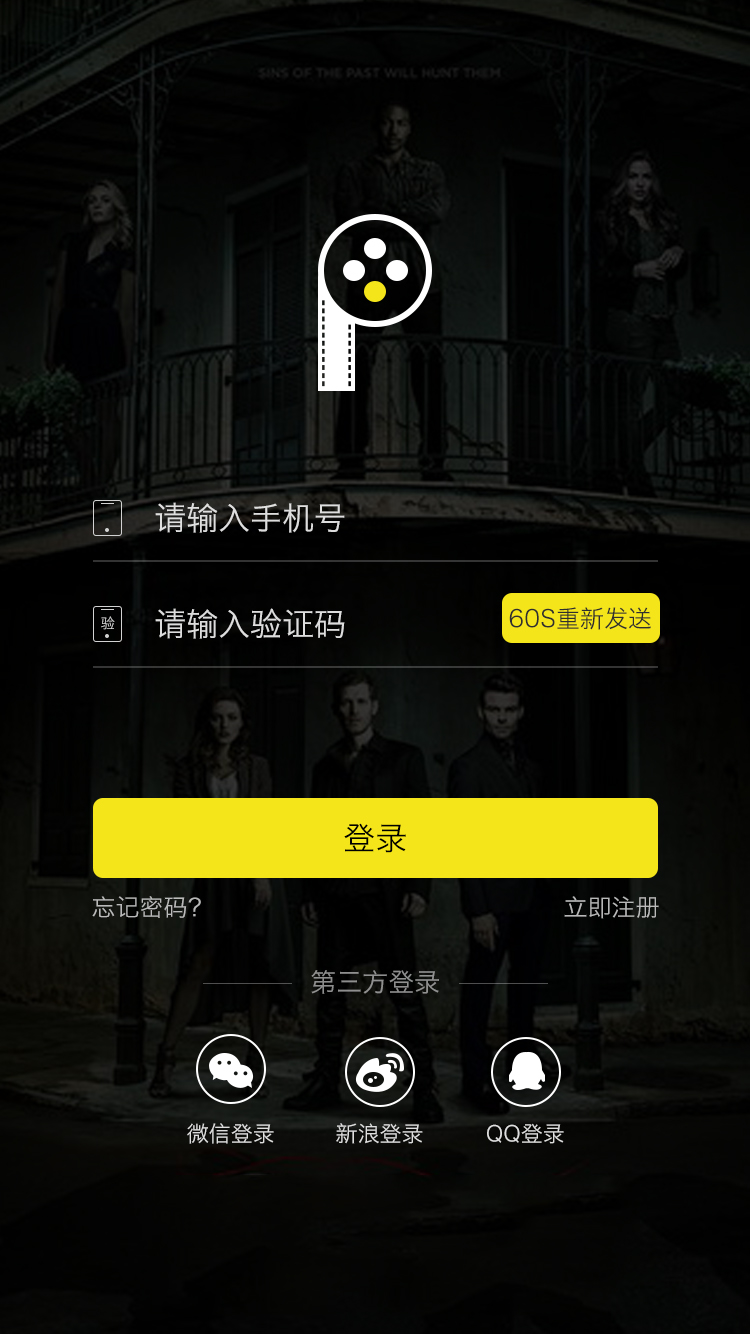 SINS OF THE PAST WILL HUNT THEM
请输入手机号
验
请输入验证码
60S重新发送
登录
忘记密码?
立即注册
第三方登录
微信登录
新浪登录
QQ登录